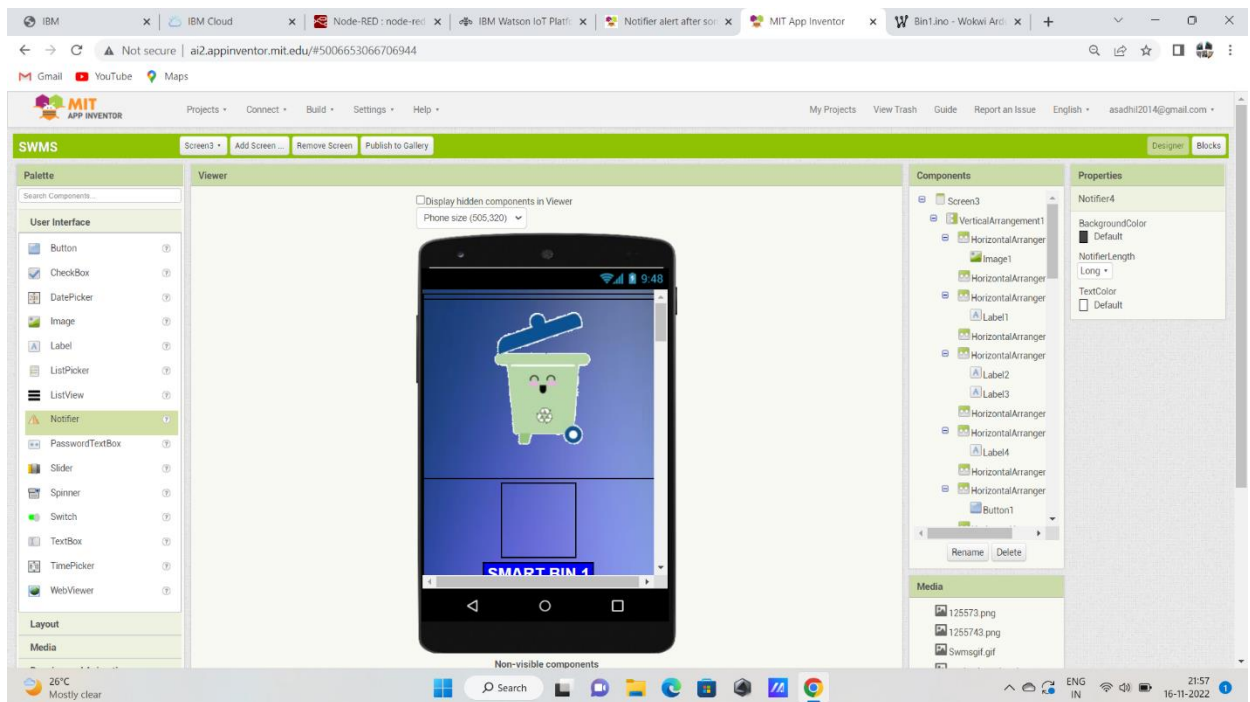 IBM
IBM Cloud
Node-RED : node-red
IBM Watson IoT Platfo
Notifier alert after som
MIT App Inventor
Bin1.ino - Wokwi Ardu
Not secure | ai2.appinventor.mit.edu/#5006653066706944
Gmail YouTube Maps
MIT
APP INVENTOR
Projects Connect Build Settings Help My Projects View Trash Guide Report an Issue English asadhil2014@gmail.com
SWMS Screen3 Add Screen ... Remove Screen Publish to Gallery Designer Blocks
Palette
Search Components...
User Interface
Button
CheckBox
DatePicker
Image
Label
ListPicker
ListView
Notifier
PasswordTextBox
Slider
Spinner
Switch
TextBox
TimePicker
WebViewer
Layout
Media
Viewer
Display hidden components in Viewer
Phone size (505,320)
9:48
SMART BIN 1
Non-visible components
Components
Screen3
VerticalArrangement1
HorizontalArranger
Image1
HorizontalArranger
HorizontalArranger
Label1
HorizontalArranger
HorizontalArranger
Label2
Label3
HorizontalArranger
HorizontalArranger
Label4
HorizontalArranger
HorizontalArranger
Button1
Rename Delete
Media
125573.png
1255743.png
Swmsgif.gif
Properties
Notifier4
BackgroundColor
Default
NotifierLength
Long
TextColor
Default
26°C
Mostly clear
Search
ENG
IN
21:57
16-11-2022
1